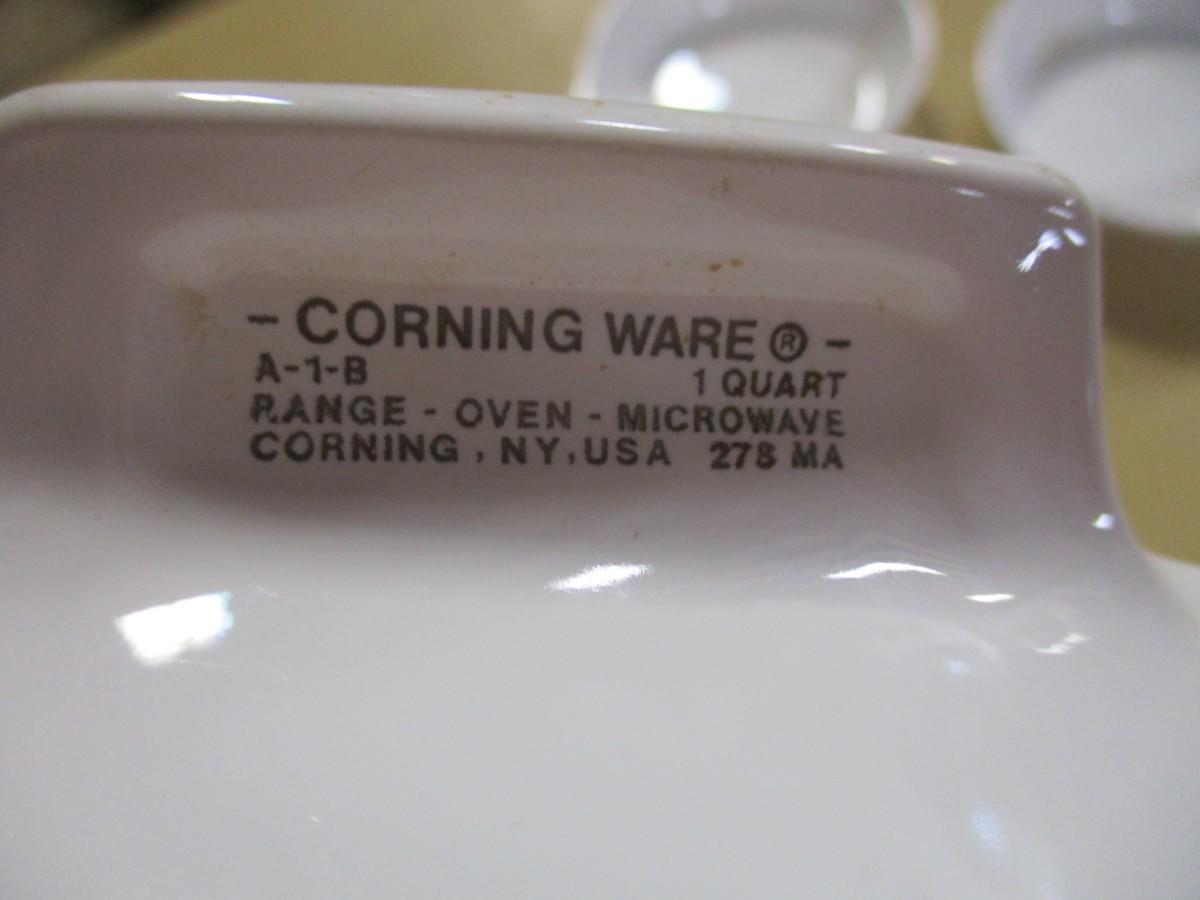 - CORNING WARE ® -
A-1-B 1 QUART
RANGE - OVEN - MICROWAVE
CORNING, NY, USA 278 MA